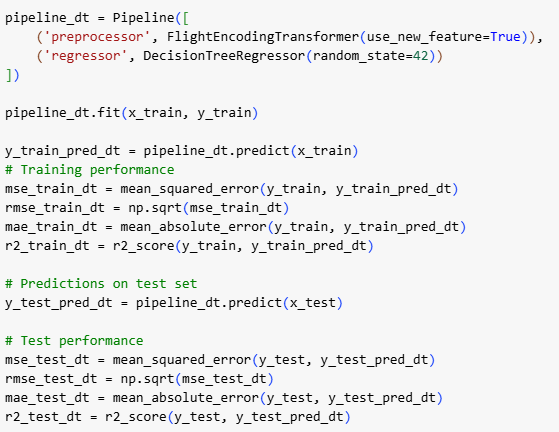 pipeline_dt = Pipeline([
    ('preprocessor', FlightEncodingTransformer(use_new_feature=True)),
    ('regressor', DecisionTreeRegressor(random_state=42))
])
pipeline_dt.fit(x_train, y_train)
y_train_pred_dt = pipeline_dt.predict(x_train)
# Training performance
mse_train_dt = mean_squared_error(y_train, y_train_pred_dt)
rmse_train_dt = np.sqrt(mse_train_dt)
mae_train_dt = mean_absolute_error(y_train, y_train_pred_dt)
r2_train_dt = r2_score(y_train, y_train_pred_dt)
# Predictions on test set
y_test_pred_dt = pipeline_dt.predict(x_test)
# Test performance
mse_test_dt = mean_squared_error(y_test, y_test_pred_dt)
rmse_test_dt = np.sqrt(mse_test_dt)
mae_test_dt = mean_absolute_error(y_test, y_test_pred_dt)
r2_test_dt = r2_score(y_test, y_test_pred_dt)